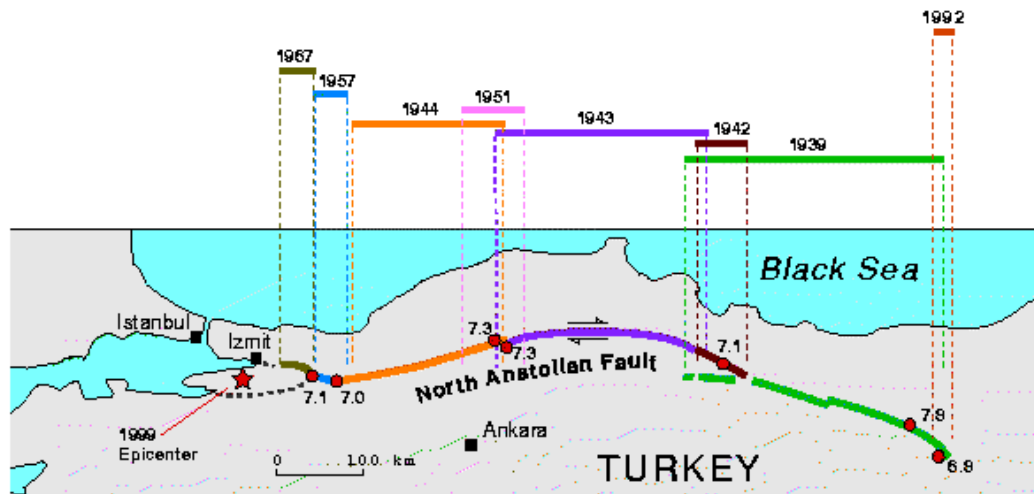 1992
1967
1957
1951
1944
1943
1942
1939
Black Sea
Istanbul
Izmit
7.3
7.3
7.1
North Anatolian Fault
7.1
7.0
7.9
6.8
1999
Epicenter
Ankara
0
100 km
TURKEY